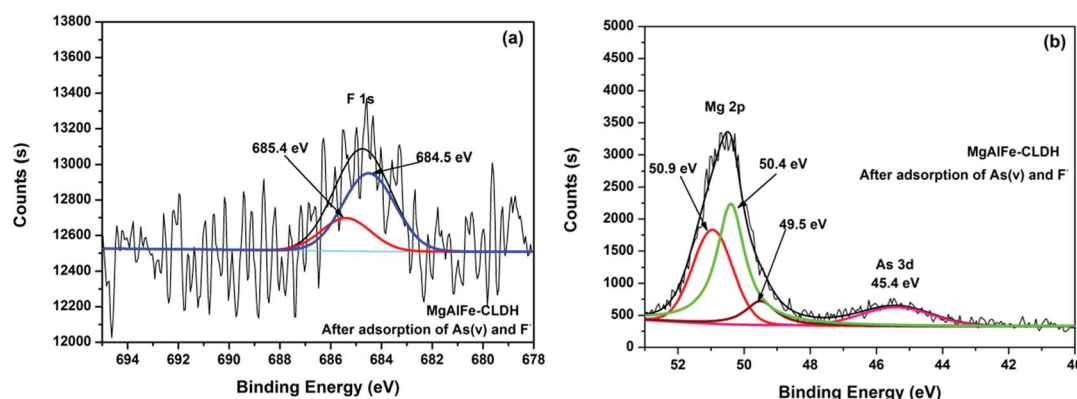 (a)
F 1s
685.4 eV
684.5 eV
MgAlFe-CLDH
After adsorption of As(v) and F-
Counts (s)
13800
13600
13400
13200
13000
12800
12600
12400
12200
12000
694 692 690 688 686 684 682 680 678
Binding Energy (eV)
(b)
Mg 2p
50.9 eV
50.4 eV
49.5 eV
MgAlFe-CLDH
After adsorption of As(v) and F-
As 3d
45.4 eV
Counts (s)
5000
4500
4000
3500
3000
2500
2000
1500
1000
500
0
52 50 48 46 44 42 40
Binding Energy (eV)